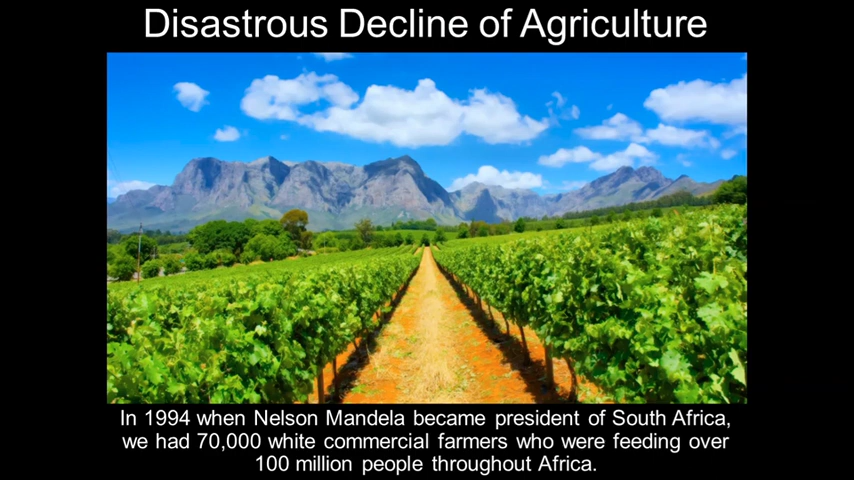 Disastrous Decline of Agriculture
In 1994 when Nelson Mandela became president of South Africa,
we had 70,000 white commercial farmers who were feeding over
100 million people throughout Africa.